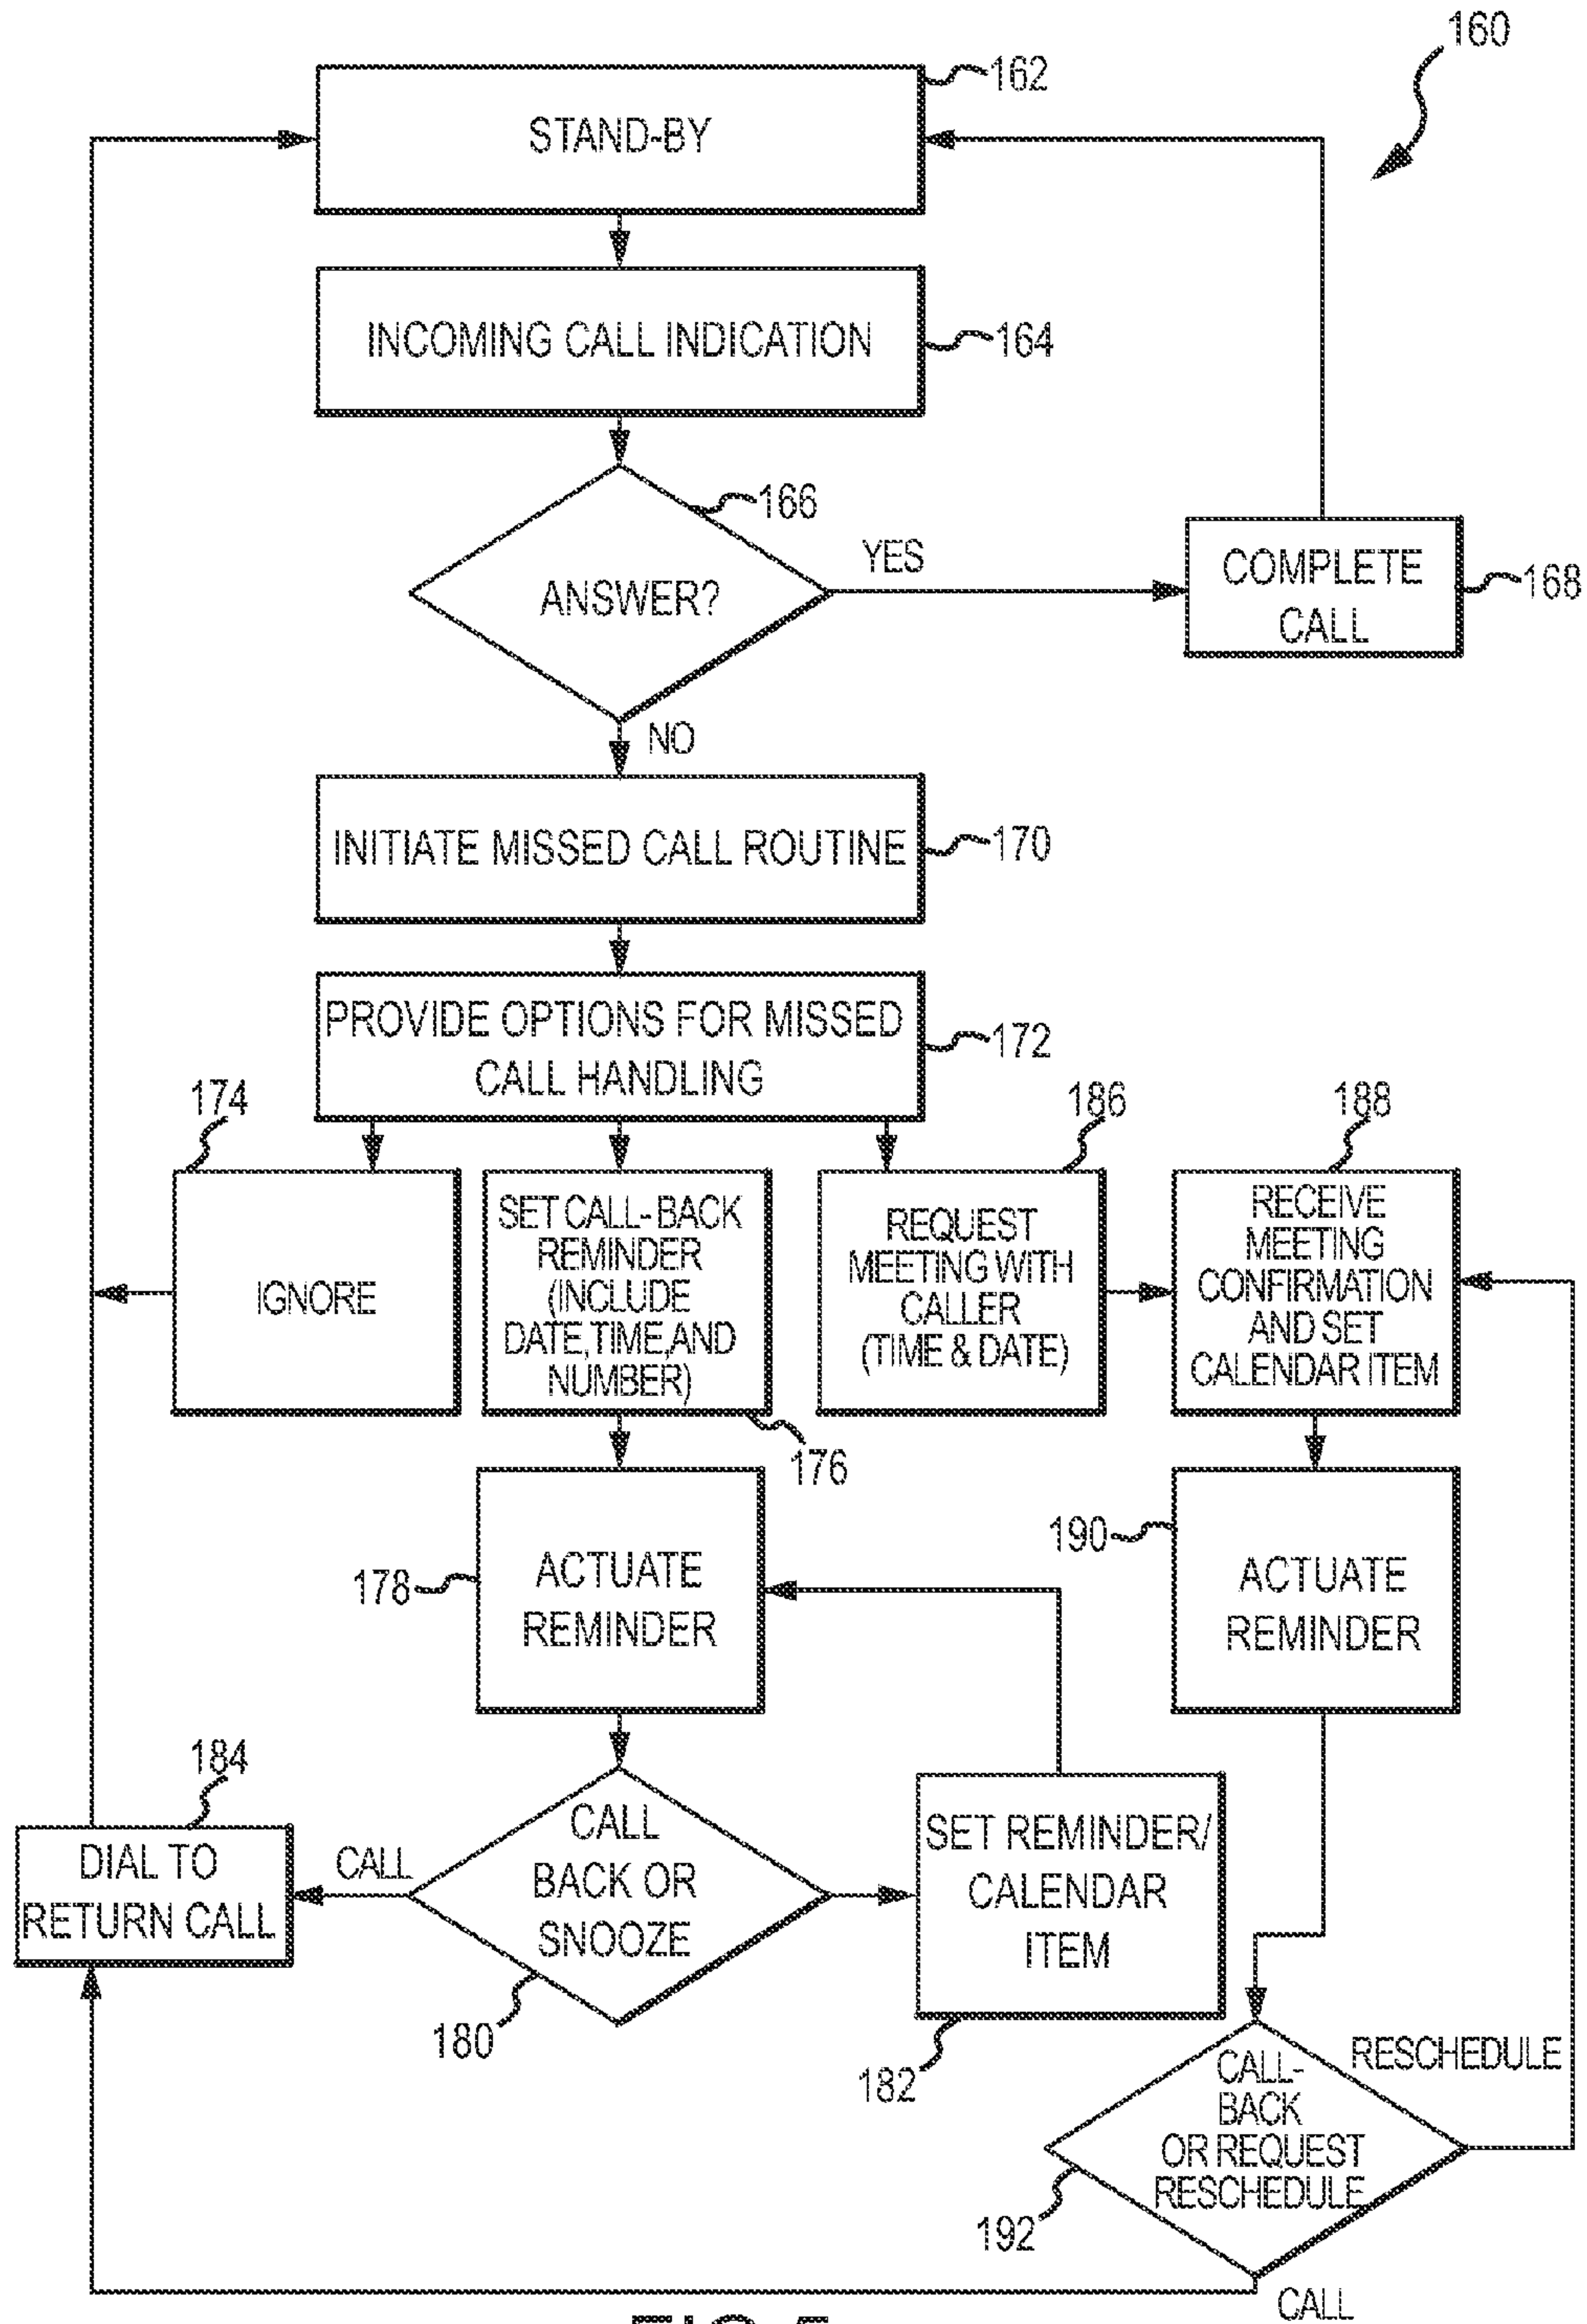 160
162
STAND-BY
INCOMING CALL INDICATION
164
166
ANSWER?
YES
COMPLETE
CALL
168
NO
INITIATE MISSED CALL ROUTINE
170
PROVIDE OPTIONS FOR MISSED
CALL HANDLING
172
174
IGNORE
SET CALL-BACK
REMINDER
(INCLUDE
DATE,TIME,AND
NUMBER)
176
186
REQUEST
MEETING WITH
CALLER
(TIME & DATE)
188
RECEIVE
MEETING
CONFIRMATION
AND SET
CALENDAR ITEM
178
ACTUATE
REMINDER
190
ACTUATE
REMINDER
184
DIAL TO
RETURN CALL
CALL
CALL
BACK OR
SNOOZE
180
SET REMINDER/
CALENDAR
ITEM
182
RESCHEDULE
CALL-
BACK
OR REQUEST
RESCHEDULE
192
CALL